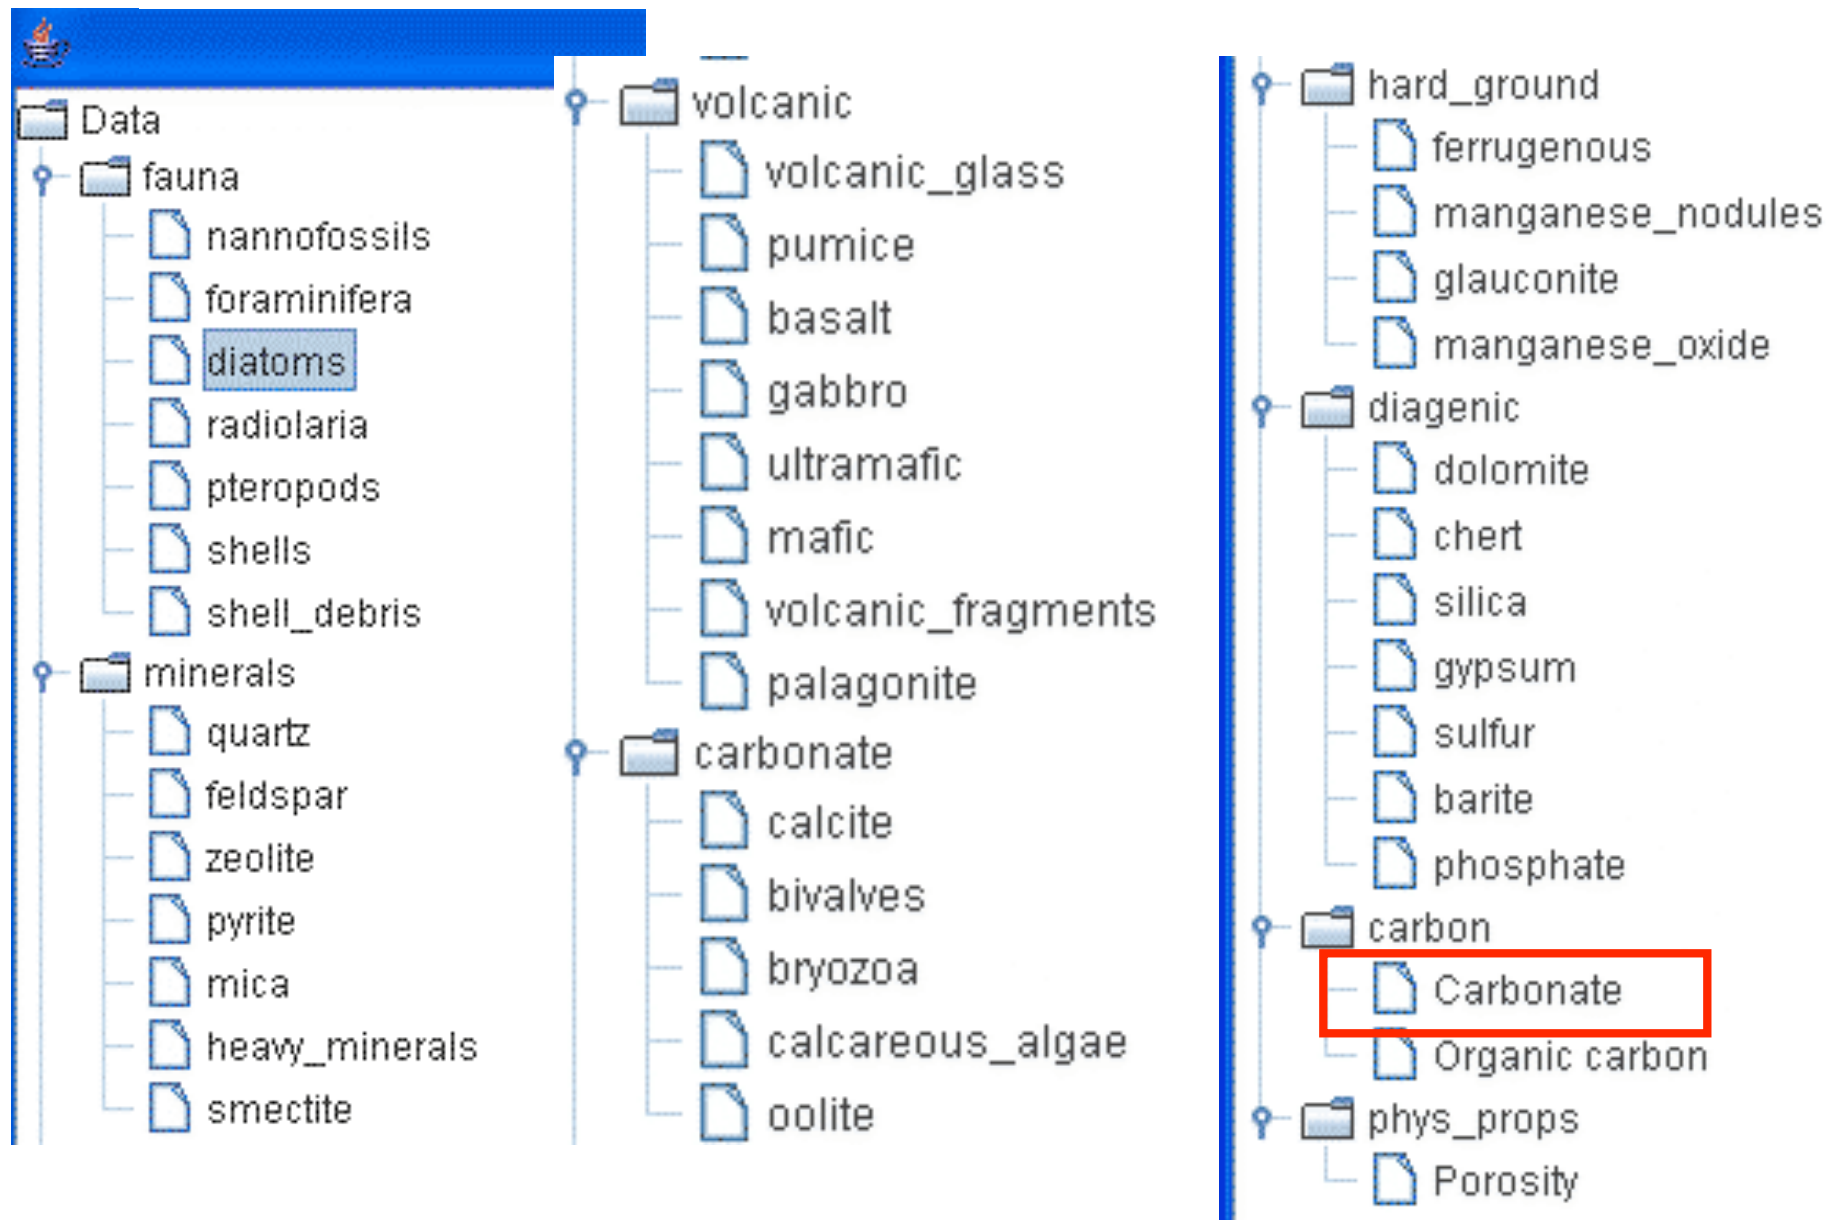 Data
fauna
nannofossils
foraminifera
diatoms
radiolaria
pteropods
shells
shell_debris
minerals
quartz
feldspar
zeolite
pyrite
mica
heavy_minerals
smectite
volcanic
volcanic_glass
pumice
basalt
gabbro
ultramafic
mafic
volcanic_fragments
palagonite
carbonate
calcite
bivalves
bryozoa
calcareous_algae
oolite
hard_ground
ferrugenous
manganese_nodules
glauconite
manganese_oxide
diagenic
dolomite
chert
silica
gypsum
sulfur
barite
phosphate
carbon
Carbonate
Organic carbon
phys_props
Porosity